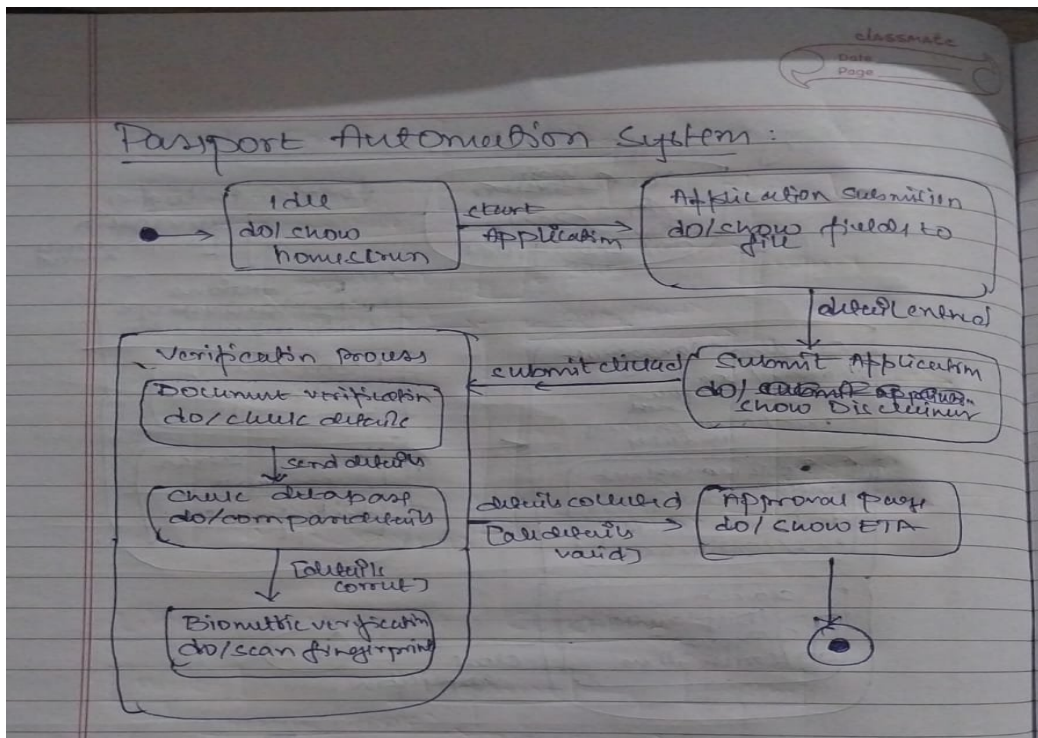 classmate
Date
Page
Passport Automation System:
Idle
do/show
homescreen
start
Application
Application submission
do/show fields to
fill
details entered
Verification process
Document verification
do/check details
send details
Check database
do/compare details
[details
correct]
Biometric verification
do/scan fingerprint
submit clicked
Submit Application
do/
show Disclaimer
details collected
[all details
valid]
Approval page
do/show ETA